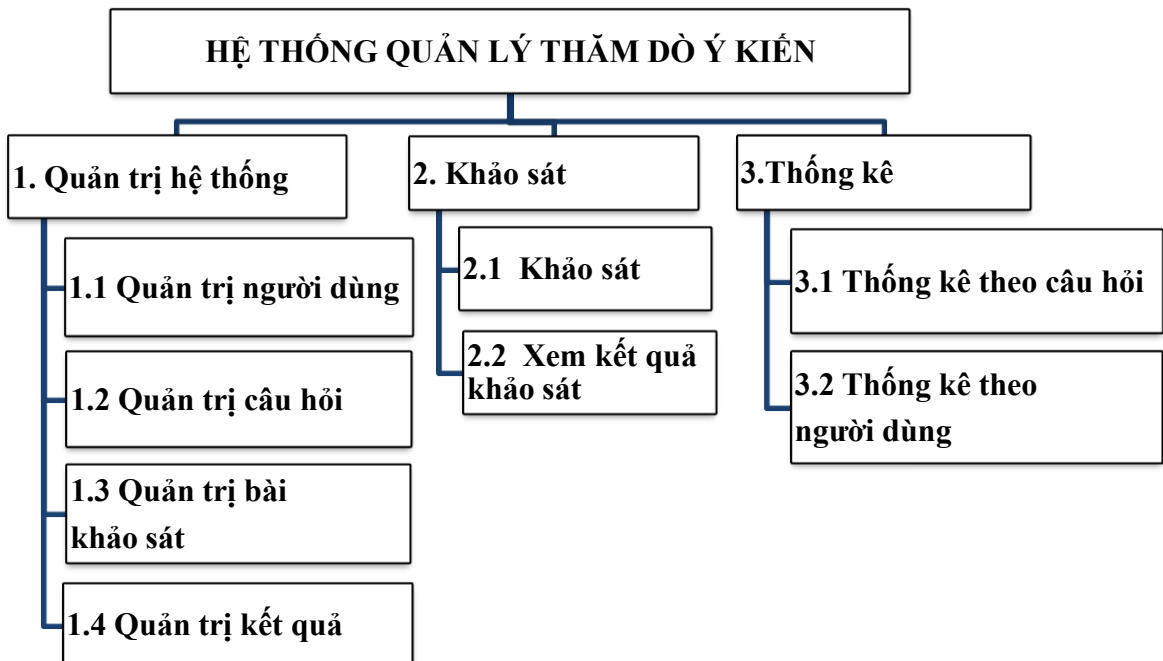 HỆ THỐNG QUẢN LÝ THĂM DÒ Ý KIẾN
1. Quản trị hệ thống
1.1 Quản trị người dùng
1.2 Quản trị câu hỏi
1.3 Quản trị bài
khảo sát
1.4 Quản trị kết quả
2. Khảo sát
2.1 Khảo sát
2.2 Xem kết quả
khảo sát
3.Thống kê
3.1 Thống kê theo câu hỏi
3.2 Thống kê theo
người dùng